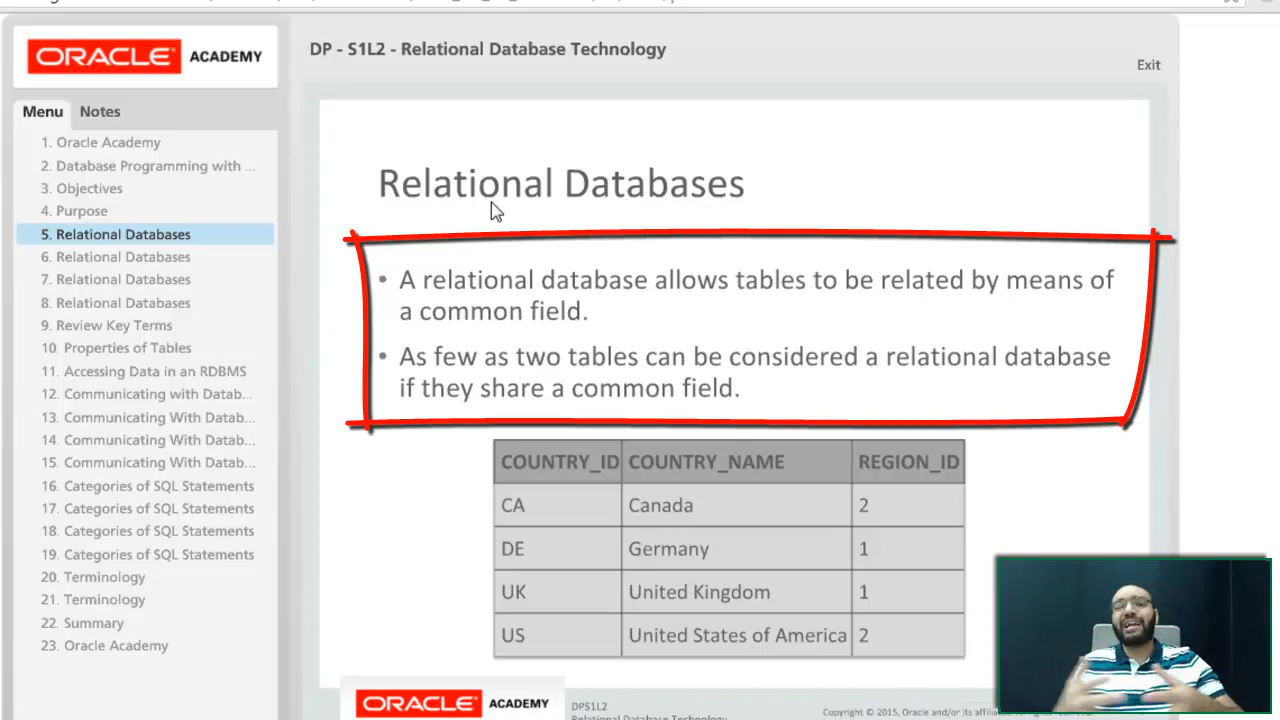 ORACLE ACADEMY
DP - S1L2 - Relational Database Technology
Exit
Menu Notes
1. Oracle Academy
2. Database Programming with ...
3. Objectives
4. Purpose
5. Relational Databases
6. Relational Databases
7. Relational Databases
8. Relational Databases
9. Review Key Terms
10. Properties of Tables
11. Accessing Data in an RDBMS
12. Communicating with Datab...
13. Communicating With Datab...
14. Communicating With Datab...
15. Communicating With Datab...
16. Categories of SQL Statements
17. Categories of SQL Statements
18. Categories of SQL Statements
19. Categories of SQL Statements
20. Terminology
21. Terminology
22. Summary
23. Oracle Academy
Relational Databases
• A relational database allows tables to be related by means of
a common field.
• As few as two tables can be considered a relational database
if they share a common field.
COUNTRY_ID COUNTRY_NAME REGION_ID
CA Canada 2
DE Germany 1
UK United Kingdom 1
US United States of America 2
ORACLE ACADEMY
DPS1L2
Relational Database Technology
Copyright © 2015, Oracle and/or its